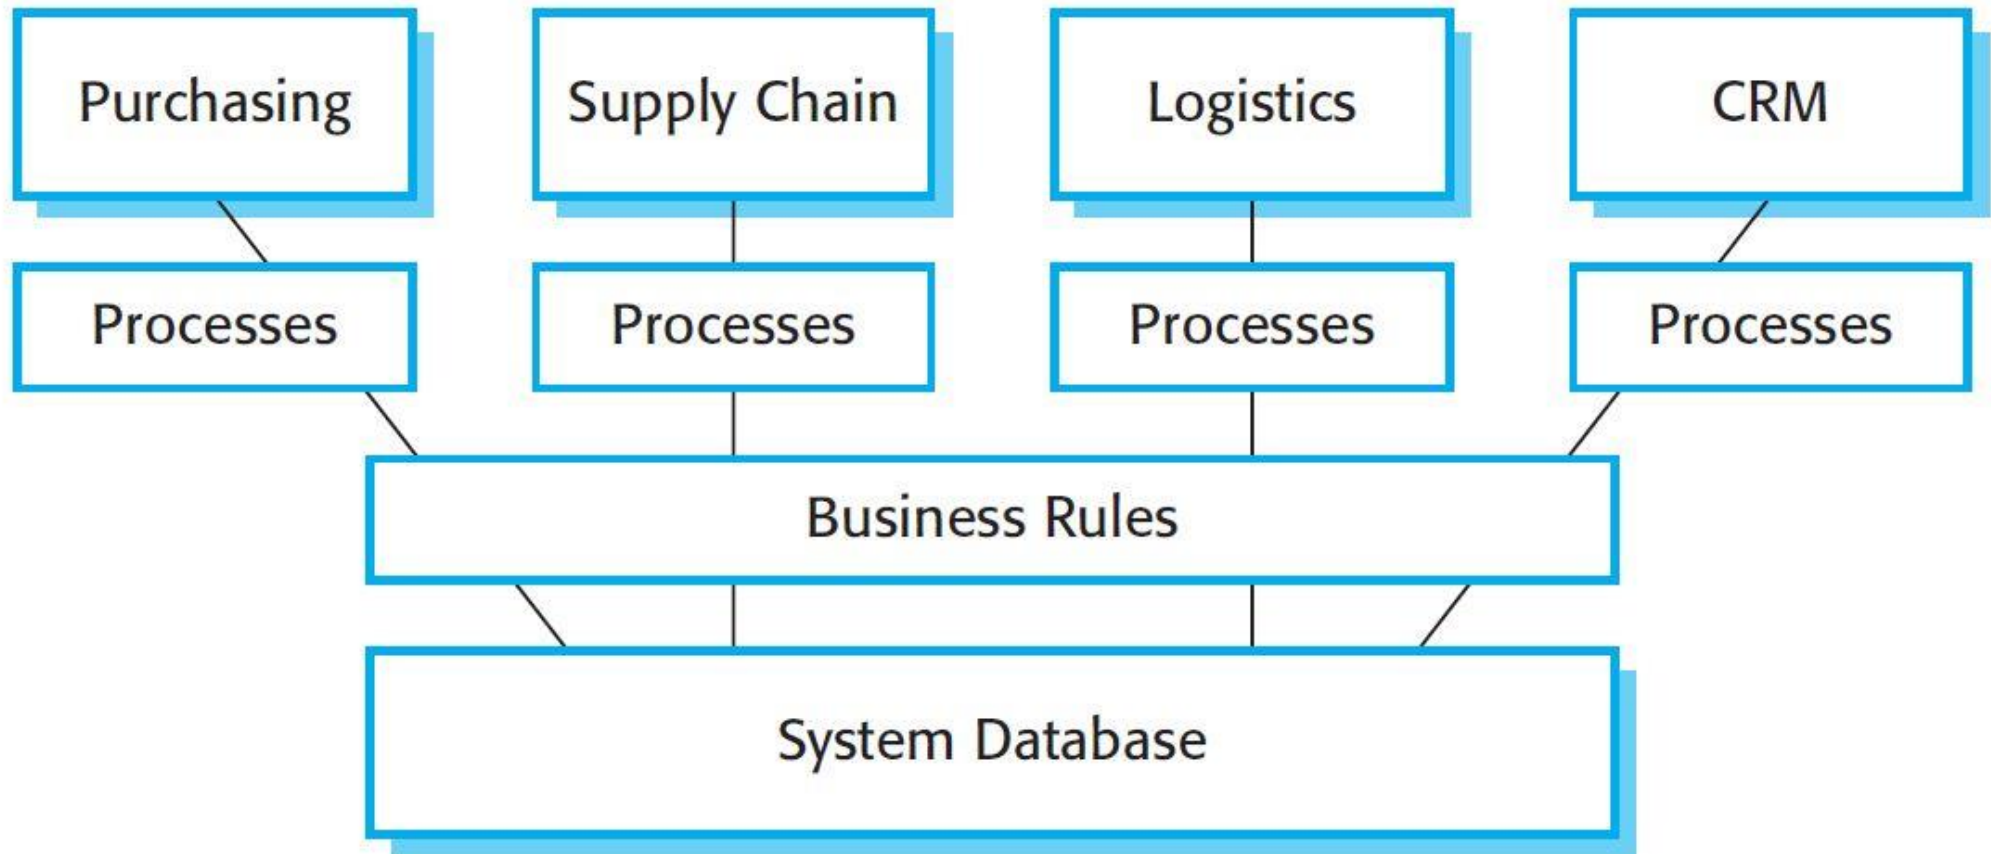 Purchasing
Supply Chain
Logistics
CRM
Processes
Processes
Processes
Processes
Business Rules
System Database